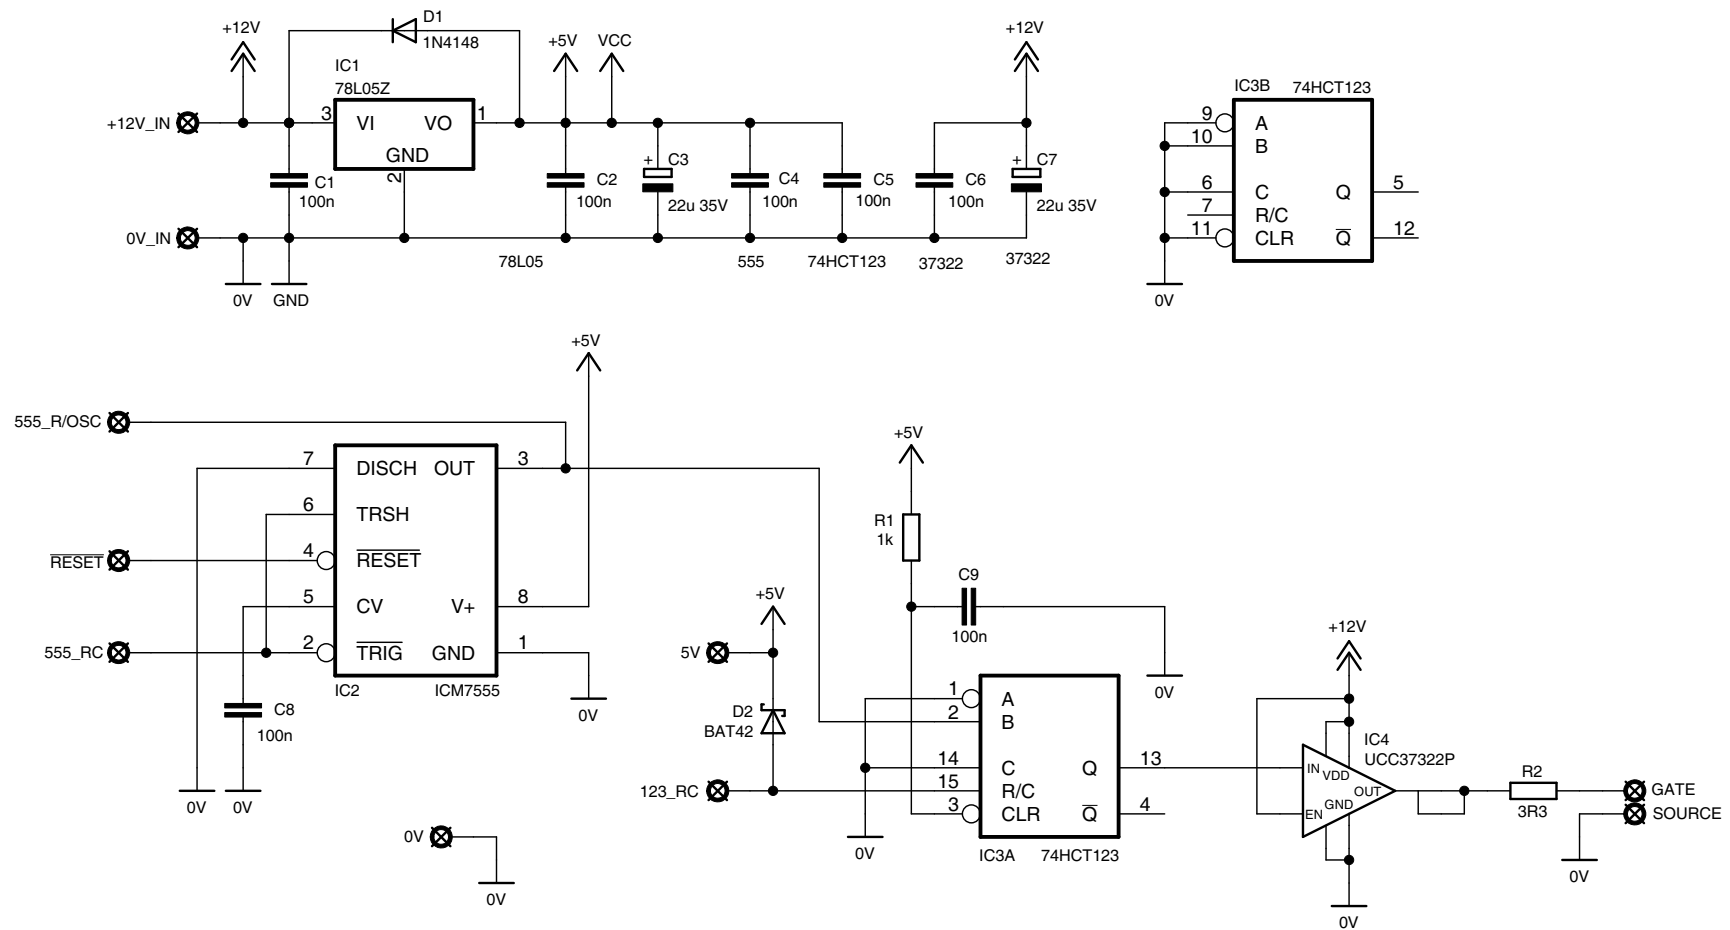 +12V
D1
1N4148
+5V
VCC
+12V
IC1
78L05Z
+12V_IN
3
VI
VO
1
GND
2
C1
100n
C2
100n
+
C3
22u 35V
C4
100n
C5
100n
C6
100n
+
C7
22u 35V
0V_IN
0V
GND
78L05
555
74HCT123
37322
37322
IC3B
74HCT123
9
A
10
B
6
C
Q
5
7
R/C
11
CLR
Q
12
0V
+5V
555_R/OSC
7
DISCH
OUT
3
6
TRSH
RESET
4
RESET
5
CV
V+
8
555_RC
2
TRIG
GND
1
IC2
ICM7555
C8
100n
0V
0V
0V
0V
0V
+5V
R1
1k
C9
100n
0V
+5V
5V
D2
BAT42
123_RC
1
A
2
B
14
C
Q
13
15
R/C
3
CLR
Q
4
0V
IC3A
74HCT123
+12V
IC4
UCC37322P
IN
VDD
OUT
GND
EN
0V
R2
3R3
GATE
SOURCE
0V